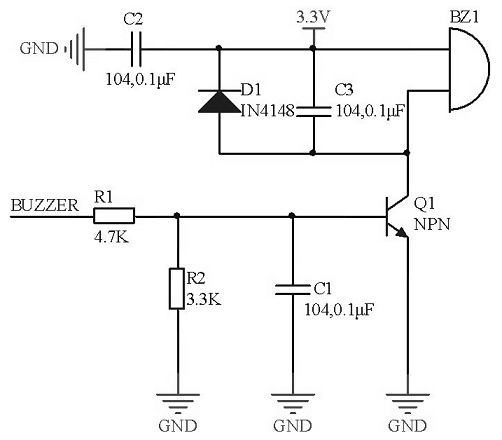 3.3V
C2
BZ1
GND
104,0.1μF
D1
C3
IN4148
104,0.1μF
BUZZER
R1
4.7K
Q1
NPN
R2
3.3K
C1
104,0.1μF
GND
GND
GND